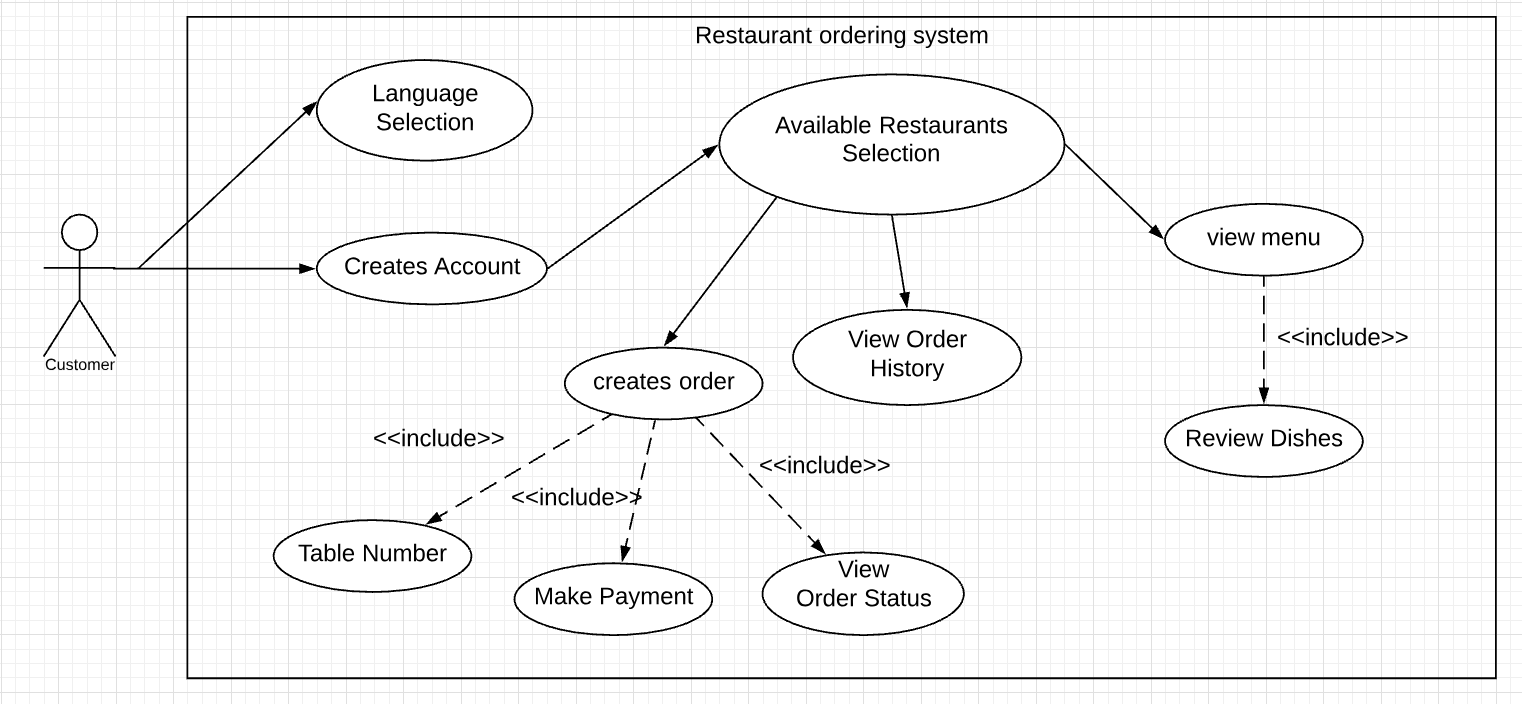 Restaurant ordering system
Language
Selection
Available Restaurants
Selection
Creates Account
view menu
Customer
View Order
History
<<include>>
creates order
<<include>>
<<include>>
<<include>>
Review Dishes
Table Number
Make Payment
View
Order Status